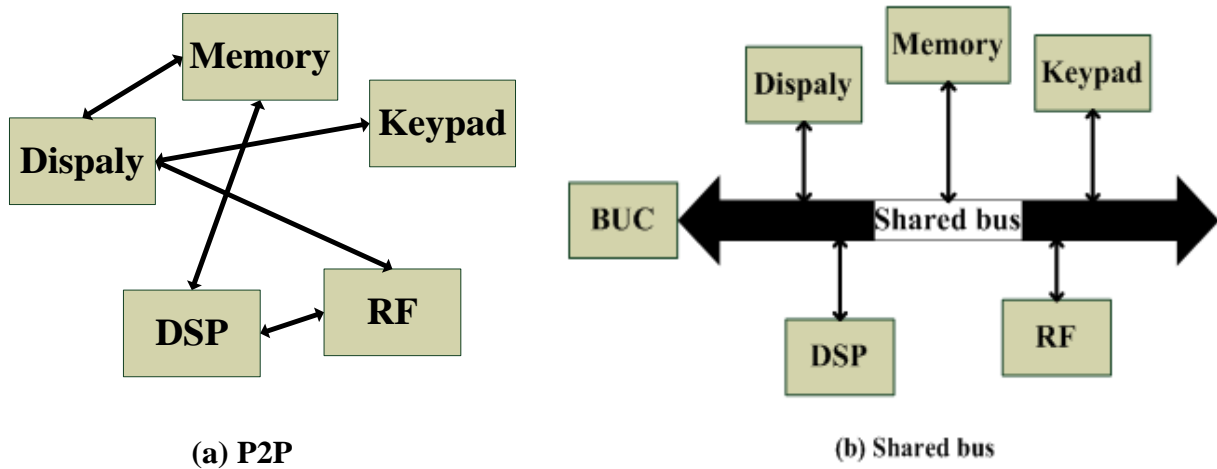 Memory
Keypad
Dispaly
DSP
RF
(a) P2P
Memory
Dispaly
Keypad
BUC
Shared bus
DSP
RF
(b) Shared bus